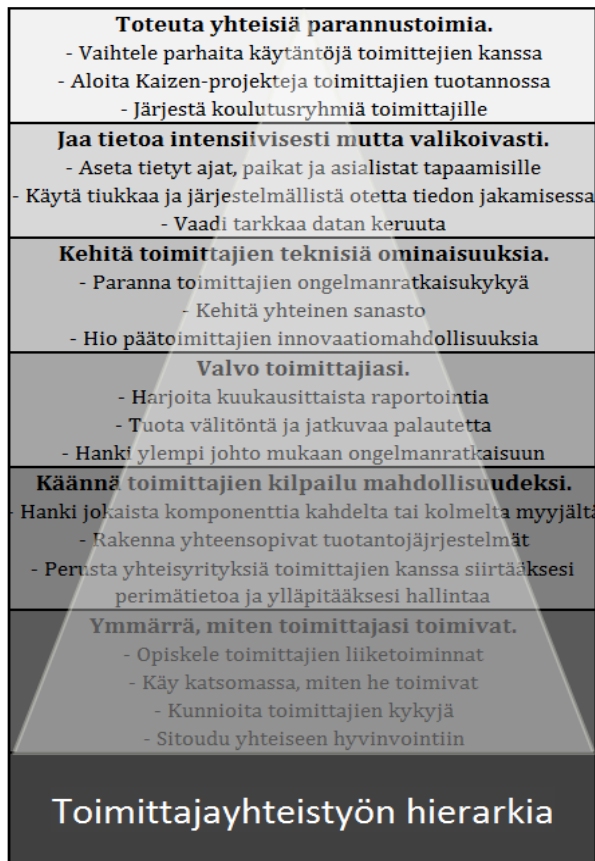 Toteuta yhteisiä parannustoimia.
- Vaihtele parhaita käytäntöjä toimittejien kanssa
- Aloita Kaizen-projekteja toimittajien tuotannossa
- Järjestä koulutusryhmiä toimittajille
Jaa tietoa intensiivisesti mutta valikoivasti.
- Aseta tietyt ajat, paikat ja asialistat tapaamisille
- Käytä tiukkaa ja järjestelmällistä otetta tiedon jakamisessa
- Vaadi tarkkaa datan keruuta
Kehitä toimittajien teknisiä ominaisuuksia.
- Paranna toimittajien ongelmanratkaisukykyä
- Kehitä yhteinen sanasto
- Hio päätoimittajien innovaatiomahdollisuuksia
Valvo toimittajiasi.
- Harjoita kuukausittaista raportointia
- Tuota välitöntä ja jatkuvaa palautetta
- Hanki ylempi johto mukaan ongelmanratkaisuun
Käännä toimittajien kilpailu mahdollisuudeksi.
- Hanki jokaista komponenttia kahdelta tai kolmelta myyjältä
- Rakenna yhteensopivat tuotantojäjrjestelmät
- Perusta yhteisyrityksiä toimittajien kanssa siirtääksesi
perimätietoa ja ylläpitääksesi hallintaa
Ymmärrä, miten toimittajasi toimivat.
- Opiskele toimittajien liiketoiminnat
- Käy katsomassa, miten he toimivat
- Kunnioita toimittajien kykyjä
- Sitoudu yhteiseen hyvinvointiin
Toimittajayhteistyön hierarkia